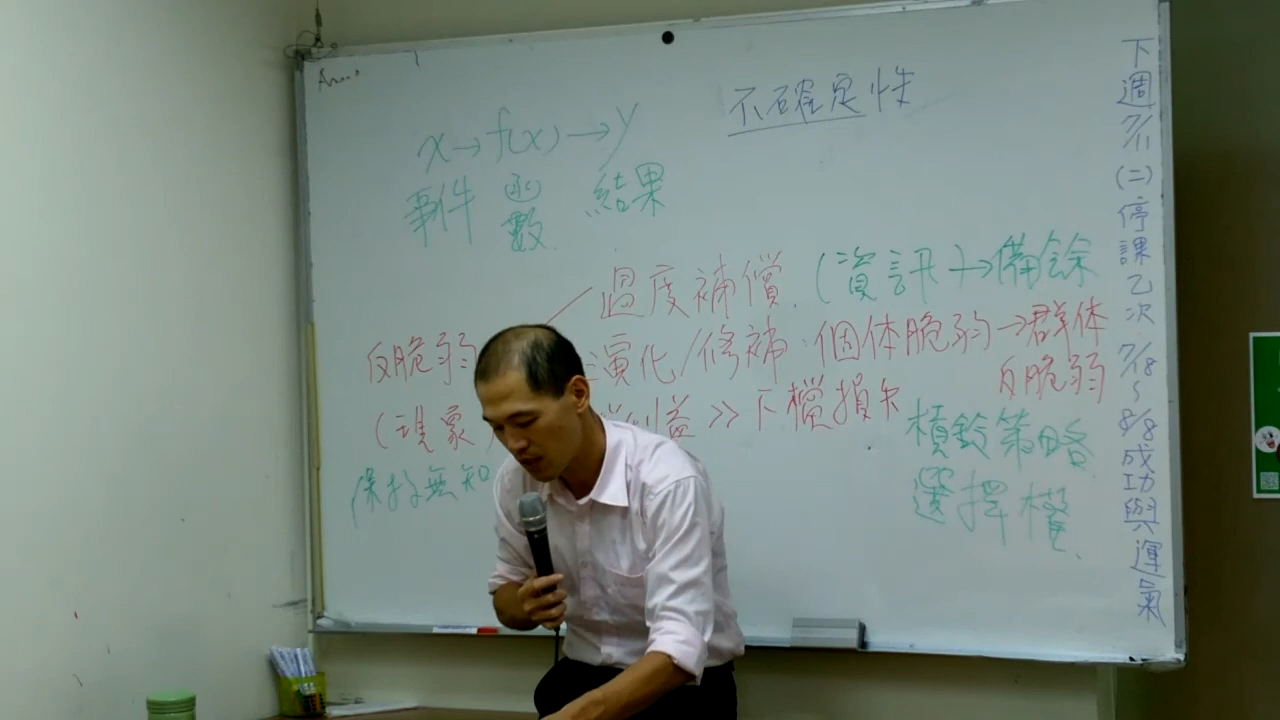 不確定性
x→f(x)→y
事件 函數 結果
過度補償 (資訊)→備餘
反脆弱
演化/修補:個体脆弱→群体反脆弱
(現象
利益>>下檔損失
槓鈴策略
保持無知
選擇權
下週7/11(二)停課乙次 7/18~8/8成功與運氣